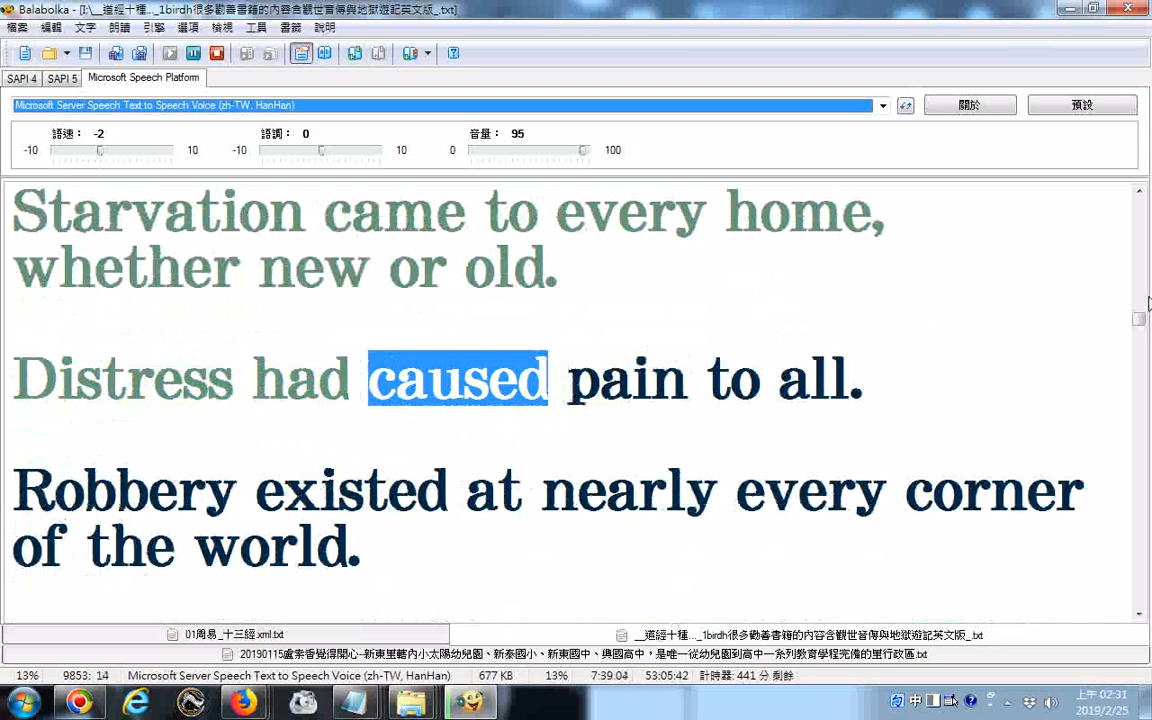 Balabolka - [I:\__道經十種..._1birdh很多勸善書籍的內容含觀世音傳與地獄遊記英文版_.txt]
檔案 編輯 文字 朗讀 引擎 選項 檢視 工具 書籤 說明
SAPI 4 SAPI 5 Microsoft Speech Platform
Microsoft Server Speech Text to Speech Voice (zh-TW, HanHan) 關於 預設
語速： -2 語調： 0 音量： 95
-10 10 -10 10 0 100
Starvation came to every home,
whether new or old.
Distress had caused pain to all.
Robbery existed at nearly every corner
of the world.
01周易_十三經.xml.txt __道經十種..._1birdh很多勸善書籍的內容含觀世音傳與地獄遊記英文版_.txt
20190115盧素香覺得開心-新東里轄內小太陽幼兒園、新泰國小、新東國中、興國高中，是唯一從幼兒園到高中一系列教育學程完備的里行政區.txt
13% 9853: 14 Microsoft Server Speech Text to Speech Voice (zh-TW, HanHan) 677 KB 13% 7:39.04 53:05:42 計時器: 441 分 剩餘
中 上午 02:31
2019/2/25